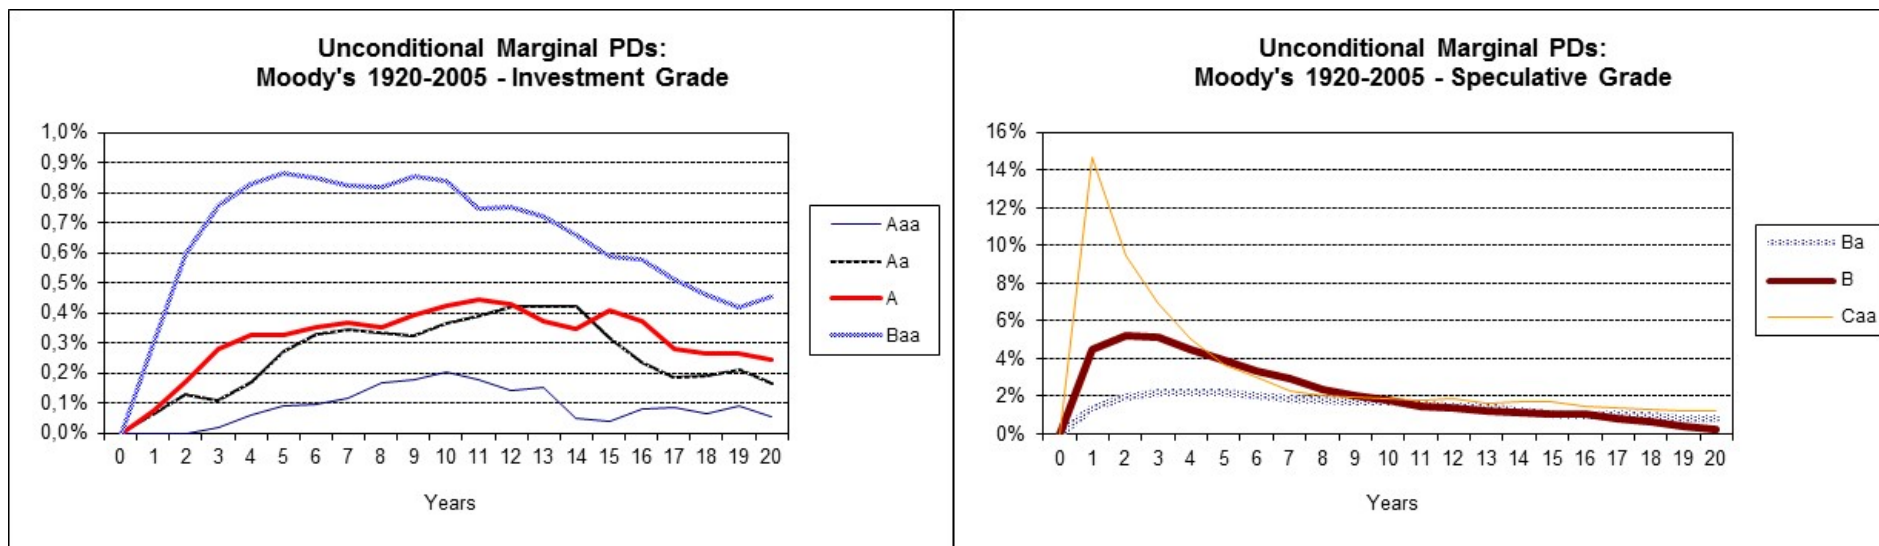 Unconditional Marginal PDs:
Moody's 1920-2005 - Investment Grade
1,0%
0,9%
0,8%
0,7%
0,6%
0,5%
0,4%
0,3%
0,2%
0,1%
0,0%
0 1 2 3 4 5 6 7 8 9 10 11 12 13 14 15 16 17 18 19 20
Years
Aaa
Aa
A
Baa
Unconditional Marginal PDs:
Moody's 1920-2005 - Speculative Grade
16%
14%
12%
10%
8%
6%
4%
2%
0%
0 1 2 3 4 5 6 7 8 9 10 11 12 13 14 15 16 17 18 19 20
Years
Ba
B
Caa